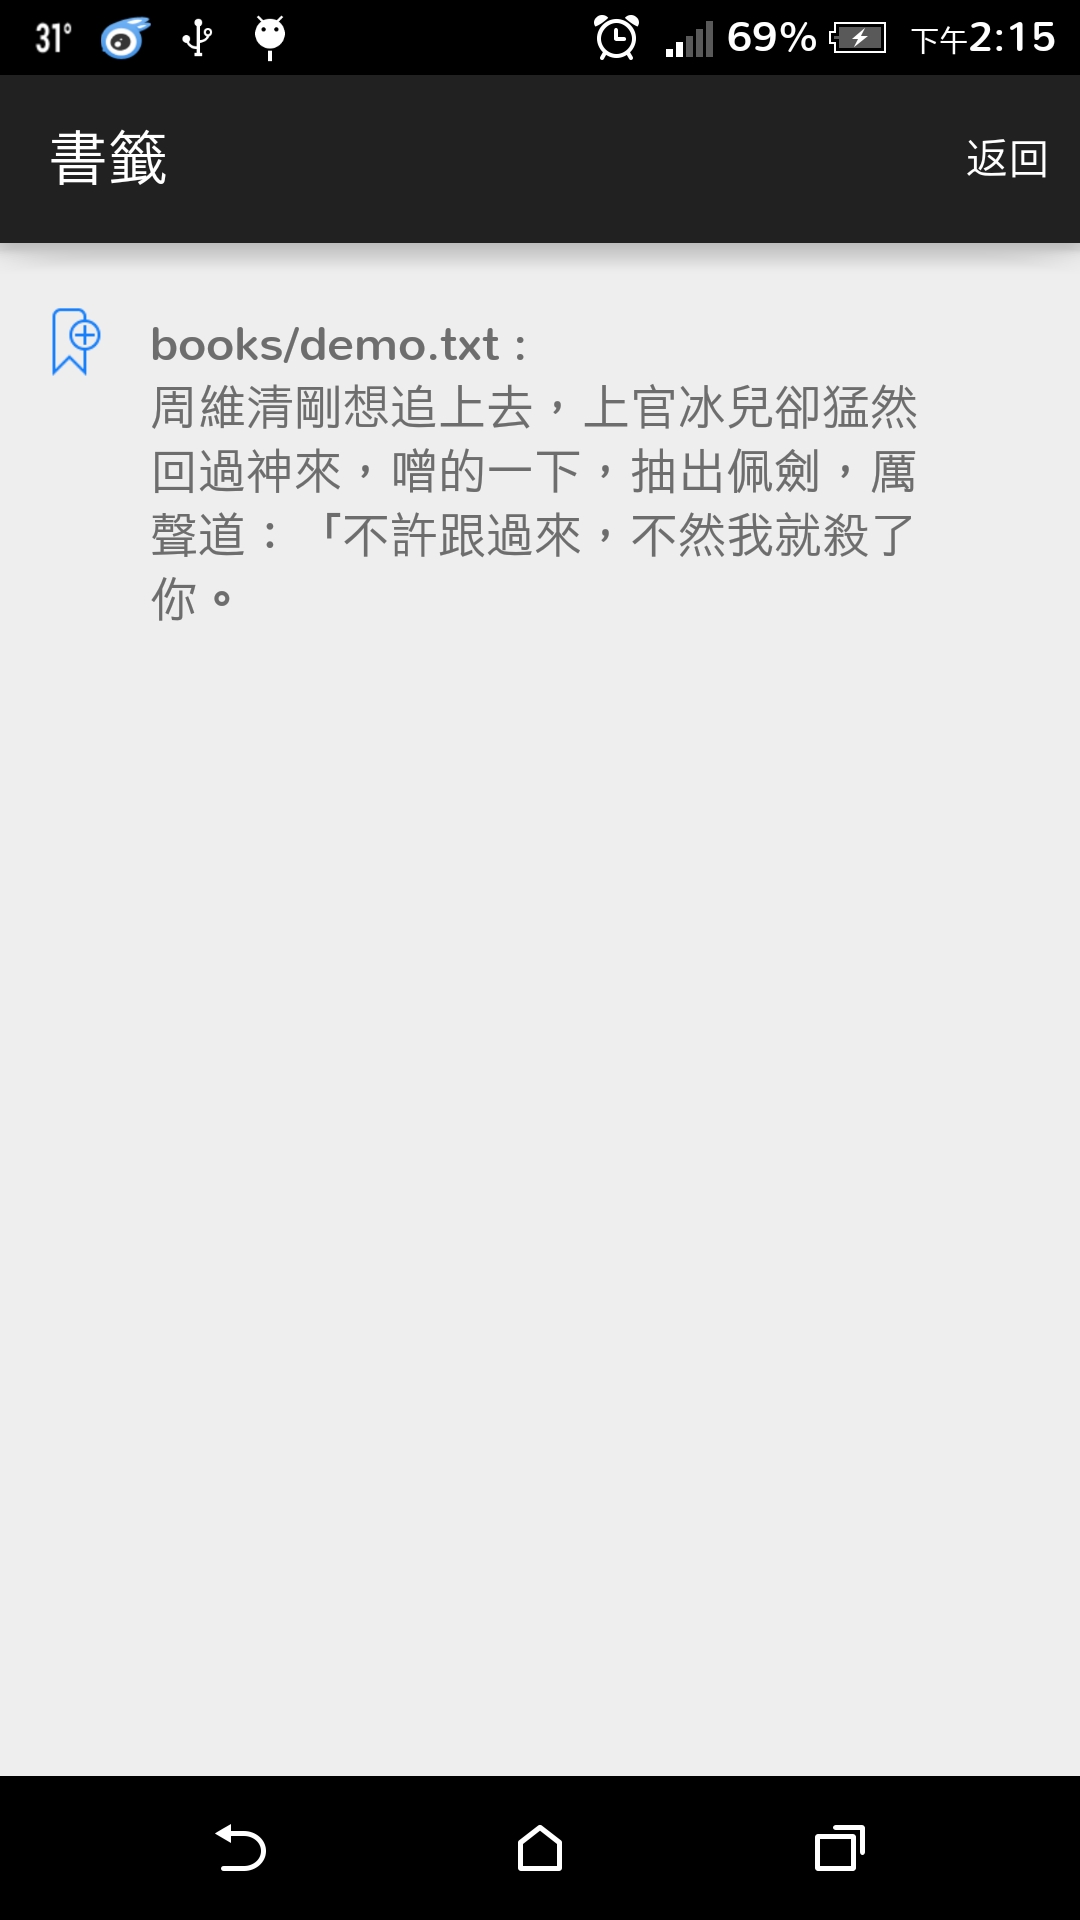 31°
69%
下午2:15
書籤
返回
books/demo.txt :
周維清剛想追上去，上官冰兒卻猛然
回過神來，噌的一下，抽出佩劍，厲
聲道：「不許跟過來，不然我就殺了
你。